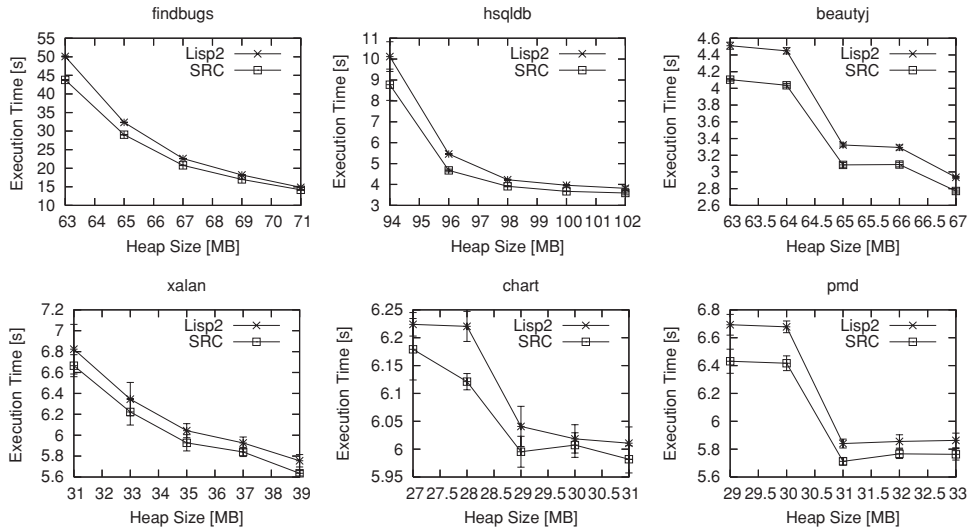 findbugs
55
50
45
40
35
30
25
20
15
10
Execution Time [s]
Lisp2
SRC
63 64 65 66 67 68 69 70 71
Heap Size [MB]
hsqldb
11
10
9
8
7
6
5
4
3
Execution Time [s]
Lisp2
SRC
94 95 96 97 98 99 100 101 102
Heap Size [MB]
beautyj
4.6
4.4
4.2
4
3.8
3.6
3.4
3.2
3
2.8
2.6
Execution Time [s]
Lisp2
SRC
63 63.5 64 64.5 65 65.5 66 66.5 67
Heap Size [MB]
xalan
7.2
7
6.8
6.6
6.4
6.2
6
5.8
5.6
Execution Time [s]
Lisp2
SRC
31 32 33 34 35 36 37 38 39
Heap Size [MB]
chart
6.25
6.2
6.15
6.1
6.05
6
5.95
Execution Time [s]
Lisp2
SRC
27 27.5 28 28.5 29 29.5 30 30.5 31
Heap Size [MB]
pmd
6.8
6.6
6.4
6.2
6
5.8
5.6
Execution Time [s]
Lisp2
SRC
29 29.5 30 30.5 31 31.5 32 32.5 33
Heap Size [MB]